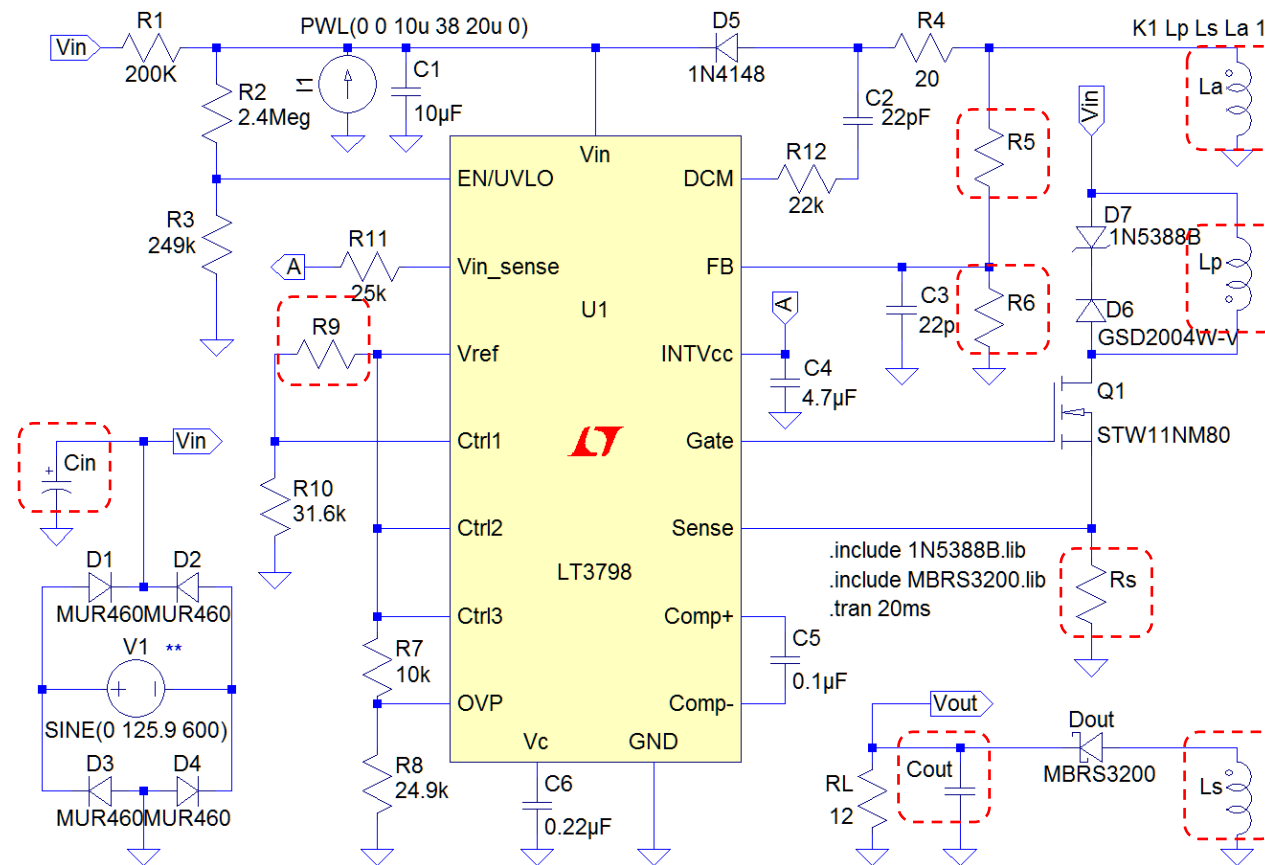 R1
PWL(0 0 10u 38 20u 0)
D5
R4
K1 Lp Ls La 1
Vin
200K
I1
C1
10µF
1N4148
20
La
R2
2.4Meg
C2
22pF
Vin
Vin
R12
R5
EN/UVLO
DCM
22k
R3
249k
D7
1N5388B
R11
A
Vin_sense
25k
FB
Lp
U1
C3
22p
R6
A
D6
GSD2004W-V
R9
Vref
INTVcc
C4
4.7µF
Q1
STW11NM80
Vin
Ctrl1
Gate
Cin
+
R10
31.6k
Ctrl2
Sense
.include 1N5388B.lib
.include MBRS3200.lib
.tran 20ms
Rs
D1
D2
MUR460
MUR460
LT3798
Ctrl3
Comp+
V1
**
+
R7
10k
C5
0.1µF
SINE(0 125.9 600)
OVP
Comp-
Vout
Vc
GND
Dout
MBRS3200
D3
D4
R8
24.9k
Cout
Ls
MUR460
MUR460
C6
0.22µF
RL
12